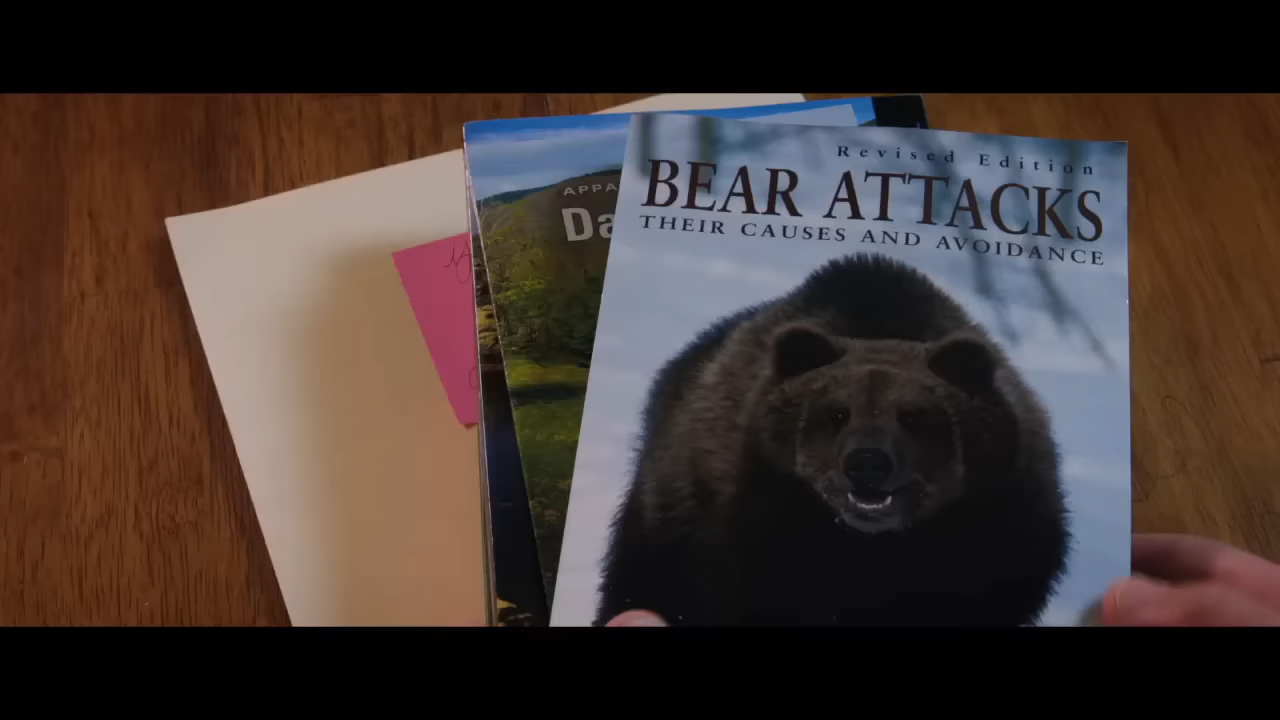 Revised Edition
BEAR ATTACKS
THEIR CAUSES AND AVOIDANCE
APPA
Da